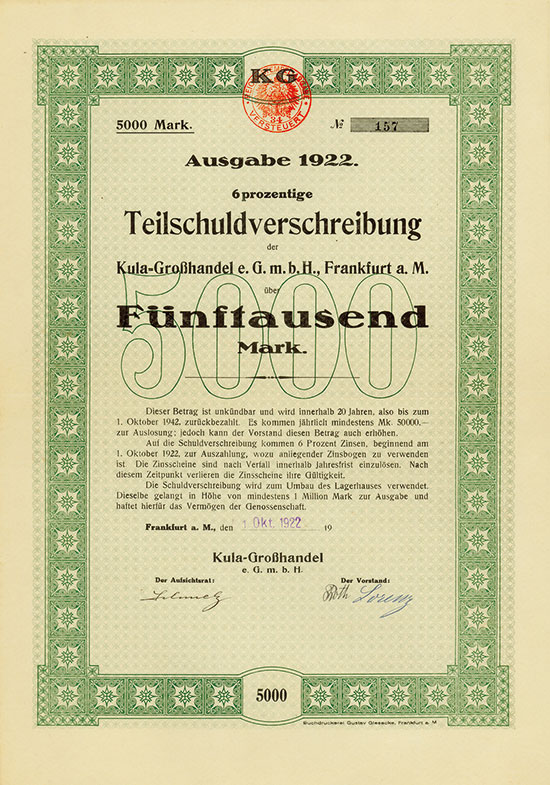 KG
34
VERSTEUERT
5000 Mark.
№ 157
Ausgabe 1922.
6 prozentige
Teilschuldverschreibung
der
Kula-Großhandel e. G. m. b. H., Frankfurt a. M.
über
5000
Fünftausend
Mark.
Dieser Betrag ist unkündbar und wird innerhalb 20 Jahren, also bis zum
1. Oktober 1942, zurückbezahlt. Es kommen jährlich mindestens Mk. 50000.—
zur Auslosung; jedoch kann der Vorstand diesen Betrag auch erhöhen.
Auf die Schuldverschreibung kommen 6 Prozent Zinsen, beginnend am
1. Oktober 1922, zur Auszahlung, wozu anliegender Zinsbogen zu verwenden
ist. Die Zinsscheine sind nach Verfall innerhalb Jahresfrist einzulösen. Nach
diesem Zeitpunkt verlieren die Zinsscheine ihre Gültigkeit.
Die Schuldverschreibung wird zum Umbau des Lagerhauses verwendet.
Dieselbe gelangt in Höhe von mindestens 1 Million Mark zur Ausgabe und
haftet hierfür das Vermögen der Genossenschaft.
Frankfurt a. M., den 1. Okt. 1922 19
Kula-Großhandel
e. G. m. b. H.
Der Aufsichtsrat: Der Vorstand:
Roth Lorenz
5000
Buchdruckerei Gustav Giesecke, Frankfurt a. M